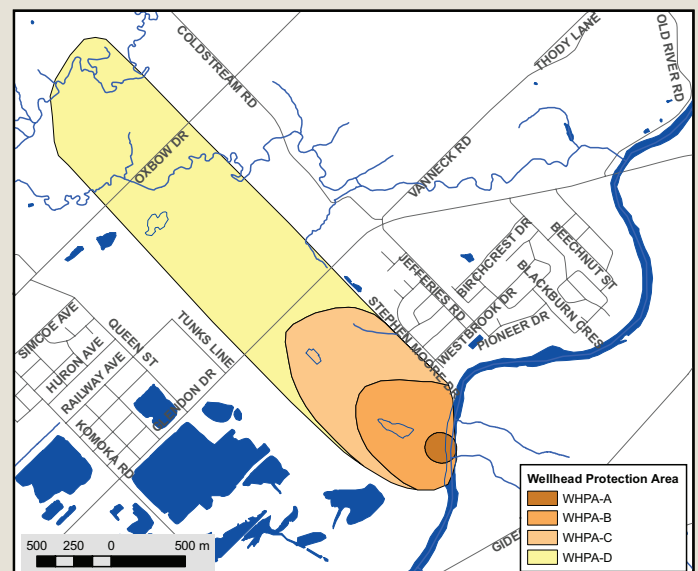 COLDSTREAM RD
THODY LANE
OLD RIVER RD
OXBOW DR
VANNECK RD
JEFFERIES RD
BIRCHCREST DR
BEECHNUT ST
BLACKBURN CRES
WESTBROOK DR
PIONEER DR
STEPHEN MOORE DR
SIMCOE AVE
HURON AVE
RAILWAY AVE
QUEEN ST
TUNKS LINE
GLENDON DR
KOMOKA RD
GIDE
Wellhead Protection Area
WHPA-A
WHPA-B
WHPA-C
WHPA-D
500 250 0 500 m